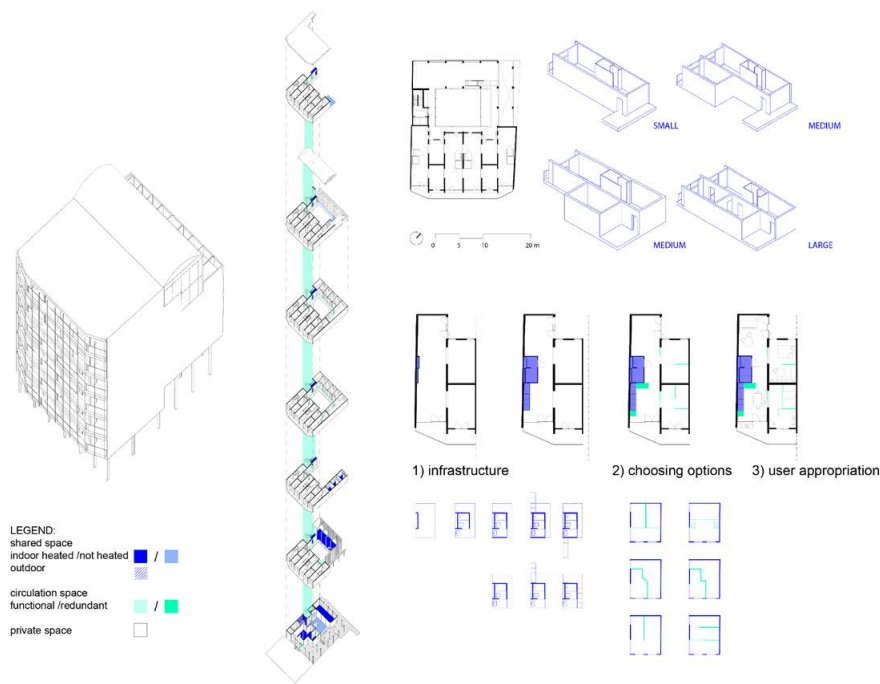 SMALL
MEDIUM
MEDIUM
LARGE
0 5 10 20 m
1) infrastructure
2) choosing options
3) user appropriation
LEGEND:
shared space
indoor heated /not heated /
outdoor
circulation space
functional /redundant /
private space